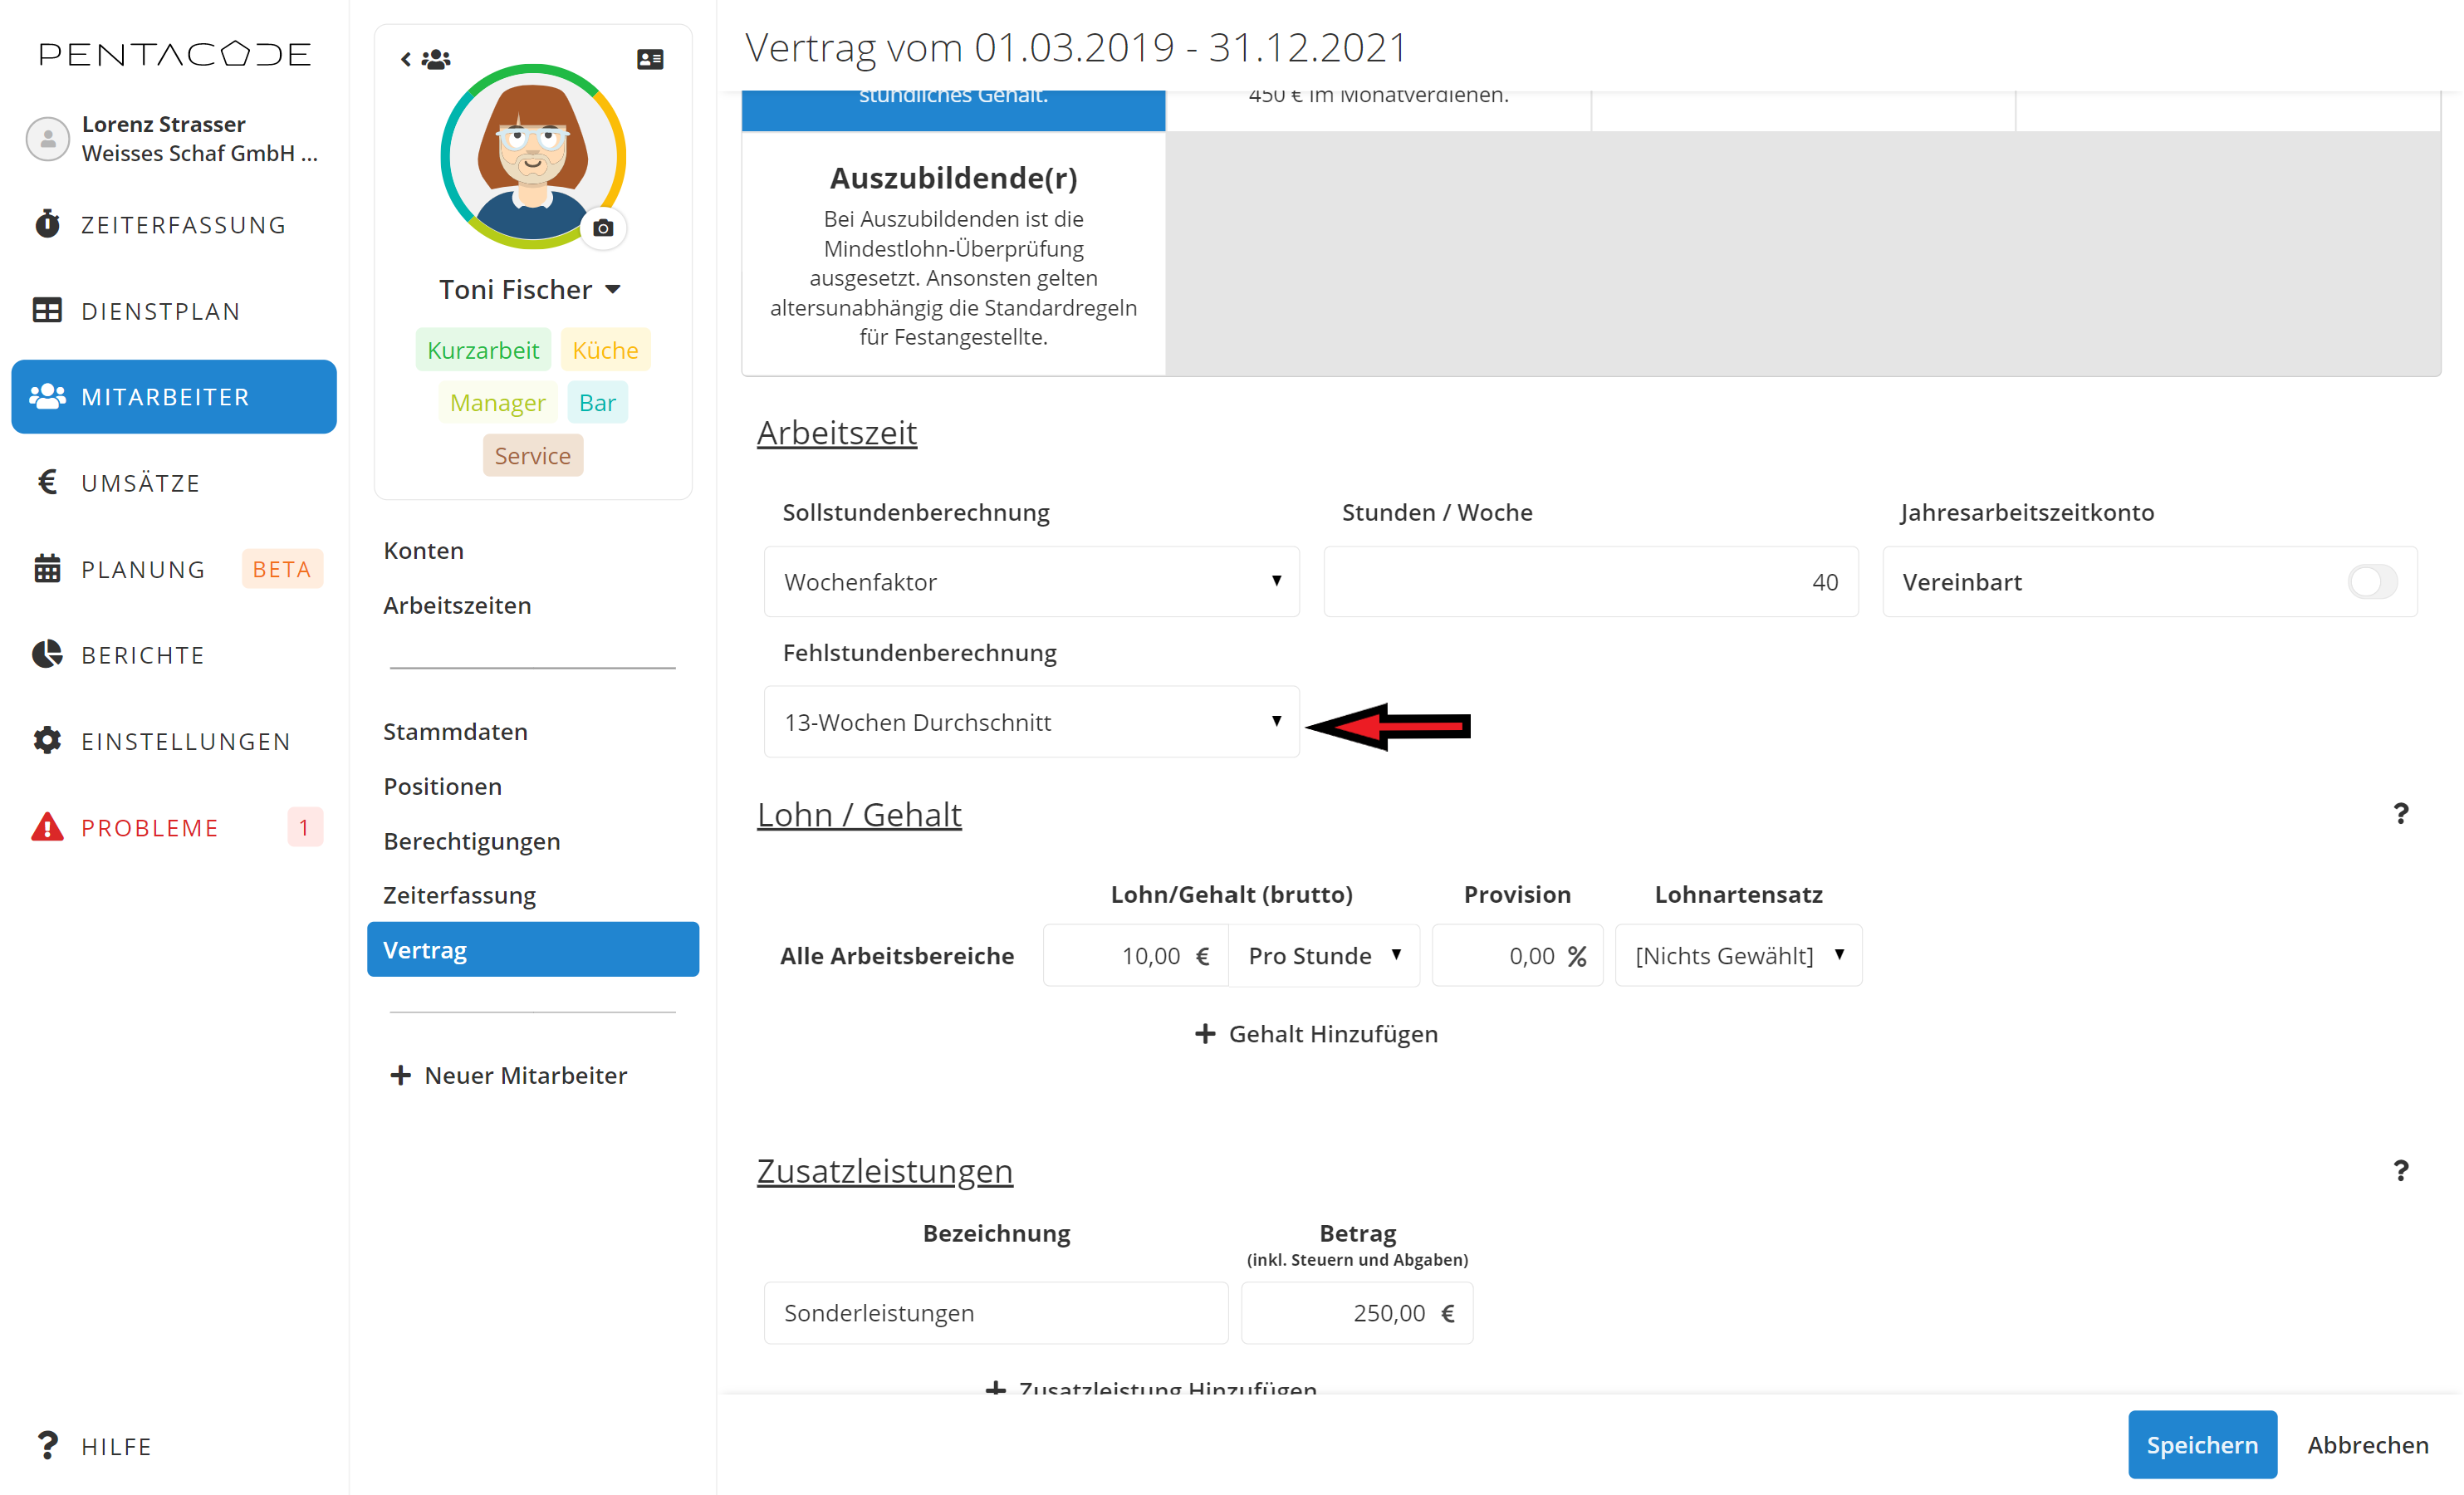 PENTACODE
Lorenz Strasser
Weisses Schaf GmbH ...
ZEITERFASSUNG
DIENSTPLAN
MITARBEITER
UMSÄTZE
PLANUNG BETA
BERICHTE
EINSTELLUNGEN
PROBLEME 1
HILFE
Toni Fischer
Kurzarbeit Küche
Manager Bar
Service
Konten
Arbeitszeiten
Stammdaten
Positionen
Berechtigungen
Zeiterfassung
Vertrag
+ Neuer Mitarbeiter
Vertrag vom 01.03.2019 - 31.12.2021
stündliches Gehalt. 450 € im Monatverdienen.
Auszubildende(r)
Bei Auszubildenden ist die
Mindestlohn-Überprüfung
ausgesetzt. Ansonsten gelten
altersunabhängig die Standardregeln
für Festangestellte.
Arbeitszeit
Sollstundenberechnung Stunden / Woche Jahresarbeitszeitkonto
Wochenfaktor 40 Vereinbart
Fehlstundenberechnung
13-Wochen Durchschnitt
Lohn / Gehalt ?
Lohn/Gehalt (brutto) Provision Lohnartensatz
Alle Arbeitsbereiche 10,00 € Pro Stunde 0,00 % [Nichts Gewählt]
+ Gehalt Hinzufügen
Zusatzleistungen ?
Bezeichnung Betrag
(inkl. Steuern und Abgaben)
Sonderleistungen 250,00 €
+ Zusatzleistung Hinzufügen
Speichern Abbrechen